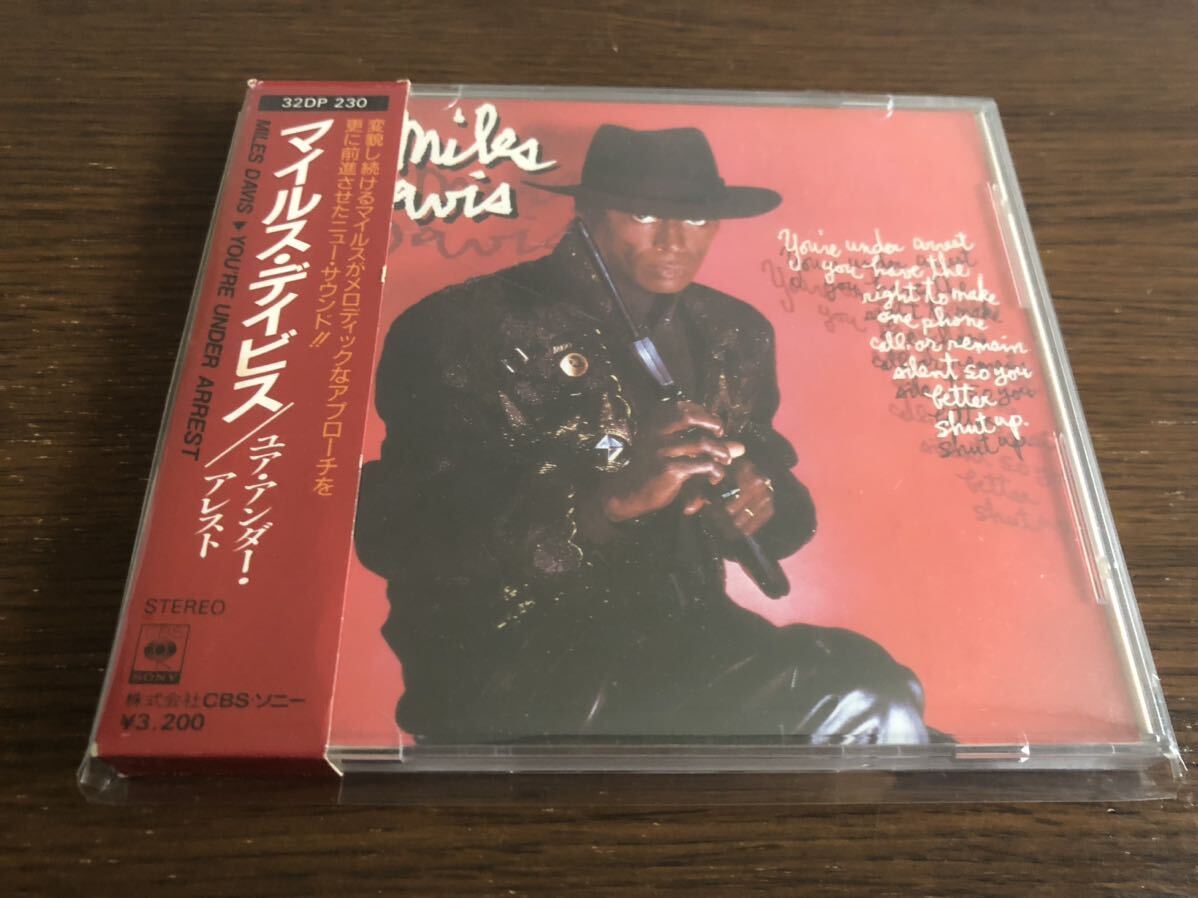 32DP 230
変貌し続けるマイルスがメロディックなアプローチを
更に前進させたニュー・サウンド!!
マイルス・デイビス/ユア・アンダー・
アレスト
MILES DAVIS ▶ YOU'RE UNDER ARREST
STEREO
CBS
SONY
株式会社CBS・ソニー
¥3.200
miles
avis
You're under arrest
you have the
right to make
one phone
call, or remain
silent so you
better
shut up.